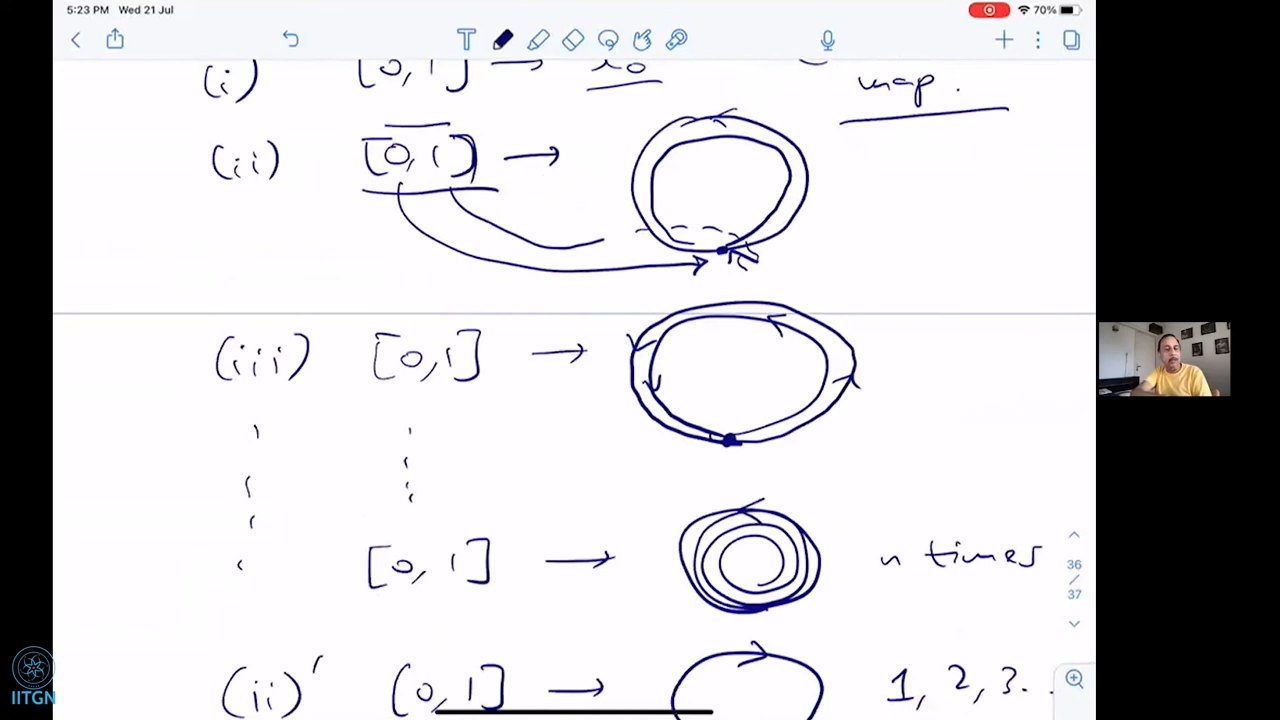 5:23 PM Wed 21 Jul
70%
(i) [0, 1] →
map.
(ii) [0, 1] →
(iii) [0, 1] →
[0, 1] → n times
36
/
37
(ii)' [0, 1] → 1, 2, 3. .
IITGN